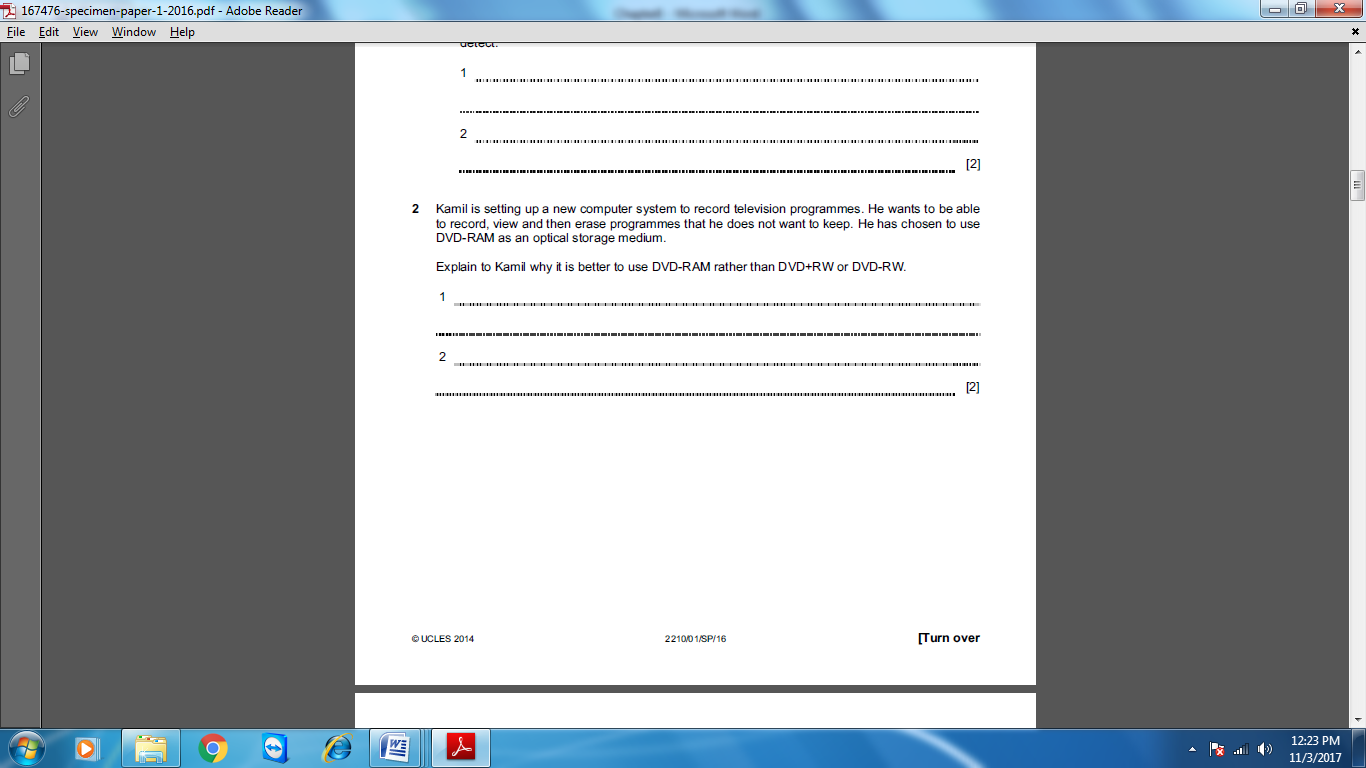 167476-specimen-paper-1-2016.pdf - Adobe Reader
File Edit View Window Help
detect.
1
2
[2]
2 Kamil is setting up a new computer system to record television programmes. He wants to be able
to record, view and then erase programmes that he does not want to keep. He has chosen to use
DVD-RAM as an optical storage medium.
Explain to Kamil why it is better to use DVD-RAM rather than DVD+RW or DVD-RW.
1
2
[2]
© UCLES 2014 2210/01/SP/16 [Turn over
12:23 PM
11/3/2017